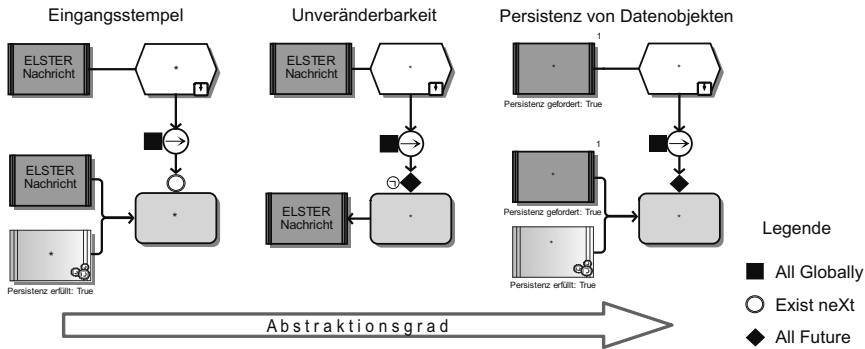 Eingangsstempel
ELSTER
Nachricht
*
ELSTER
Nachricht
*
*
Persistenz erfüllt: True
Unveränderbarkeit
ELSTER
Nachricht
*
ELSTER
Nachricht
*
Persistenz von Datenobjekten
1
*
*
Persistenz gefordert: True
1
*
Persistenz gefordert: True
*
*
Persistenz erfüllt: True
Legende
All Globally
Exist neXt
All Future
Abstraktionsgrad